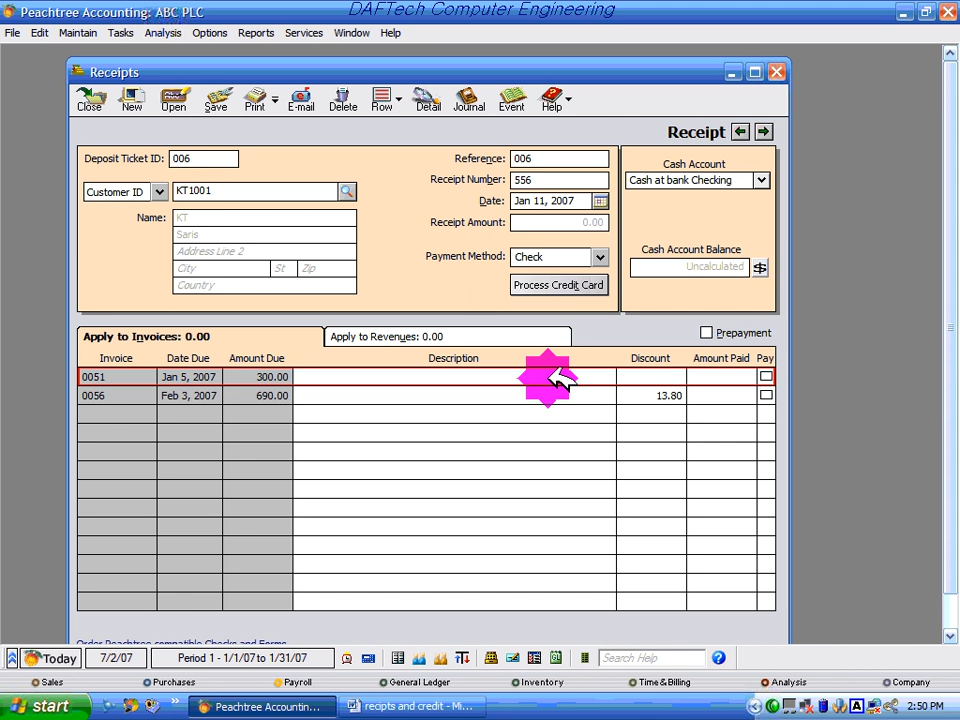 Peachtree Accounting: ABC PLC
DAFTech Computer Engineering
File Edit Maintain Tasks Analysis Options Reports Services Window Help
Receipts
Close New Open Save Print E-mail Delete Row Detail Journal Event Help
Receipt
Deposit Ticket ID: 006
Reference: 006
Cash Account
Customer ID KT1001
Receipt Number: 556
Cash at bank Checking
Date: Jan 11, 2007
Name: KT
Receipt Amount: 0.00
Saris
Address Line 2
Payment Method: Check
Cash Account Balance
City St Zip
Uncalculated
Country
Process Credit Card
Apply to Invoices: 0.00
Apply to Revenues: 0.00
Prepayment
Invoice Date Due Amount Due Description Discount Amount Paid Pay
0051 Jan 5, 2007 300.00
0056 Feb 3, 2007 690.00 13.80
Order Peachtree compatible Checks and Forms
Today 7/2/07 Period 1 - 1/1/07 to 1/31/07 Search Help
Sales Purchases Payroll General Ledger Inventory Time & Billing Analysis Company
start Peachtree Accountin... recipts and credit - Mi... A 2:50 PM